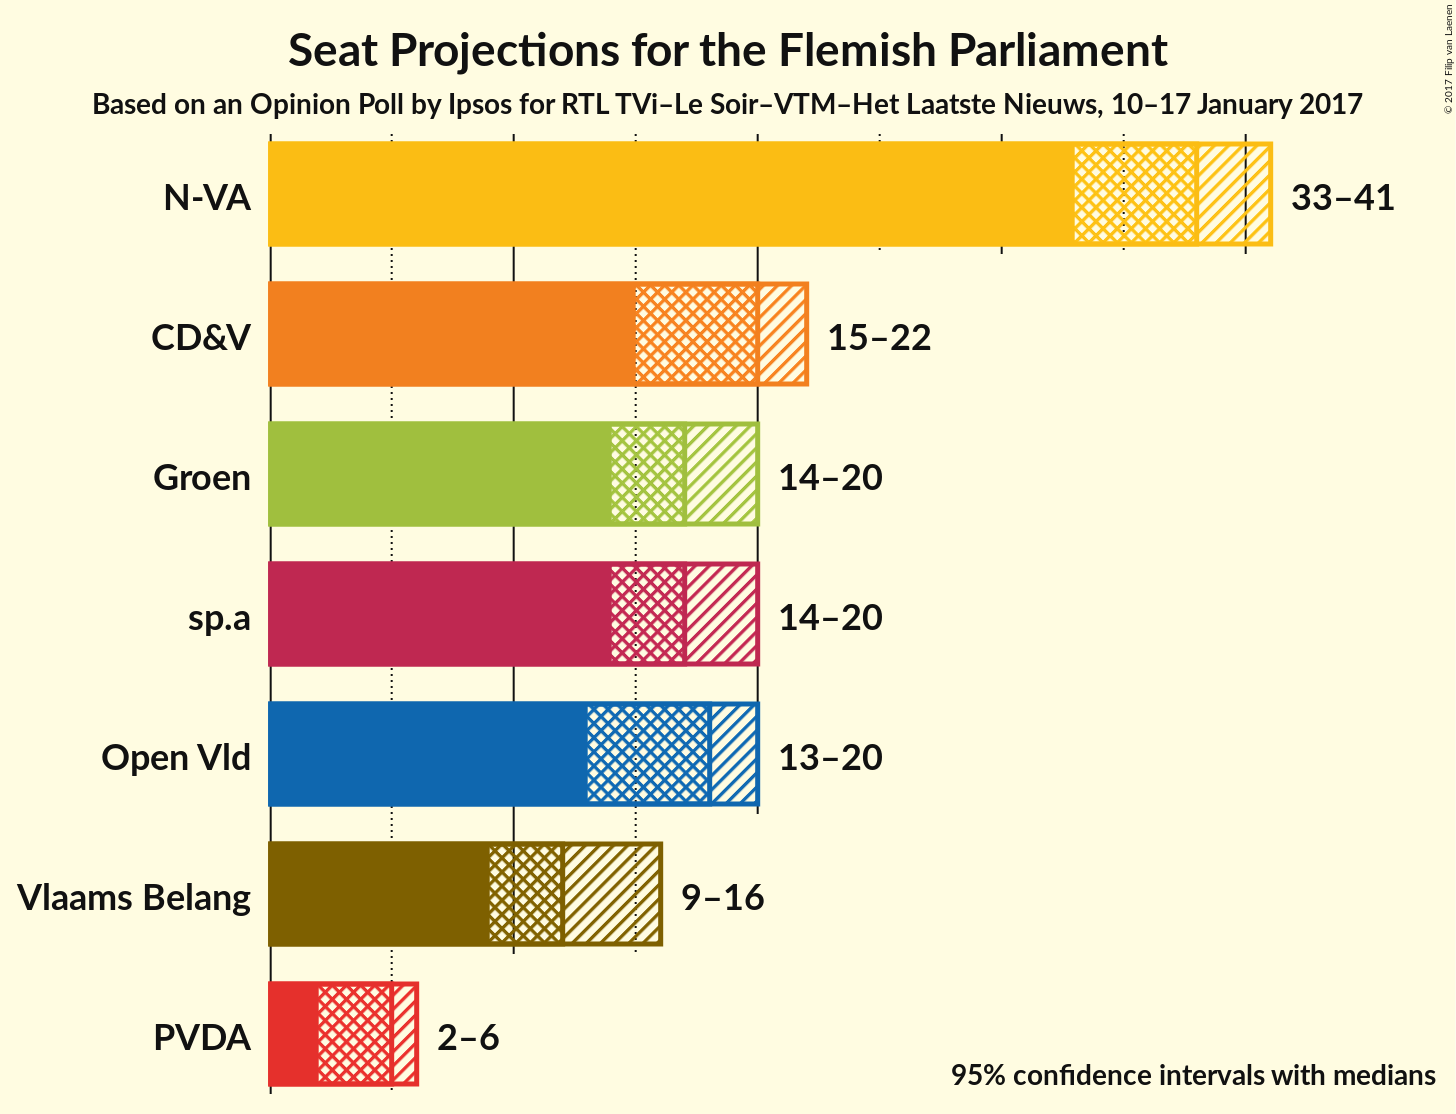 Seat Projections for the Flemish Parliament
Based on an Opinion Poll by Ipsos for RTL TVi–Le Soir–VTM–Het Laatste Nieuws, 10–17 January 2017
© 2017 Filip van Laenen
N-VA 33–41
CD&V 15–22
Groen 14–20
sp.a 14–20
Open Vld 13–20
Vlaams Belang 9–16
PVDA 2–6
95% confidence intervals with medians